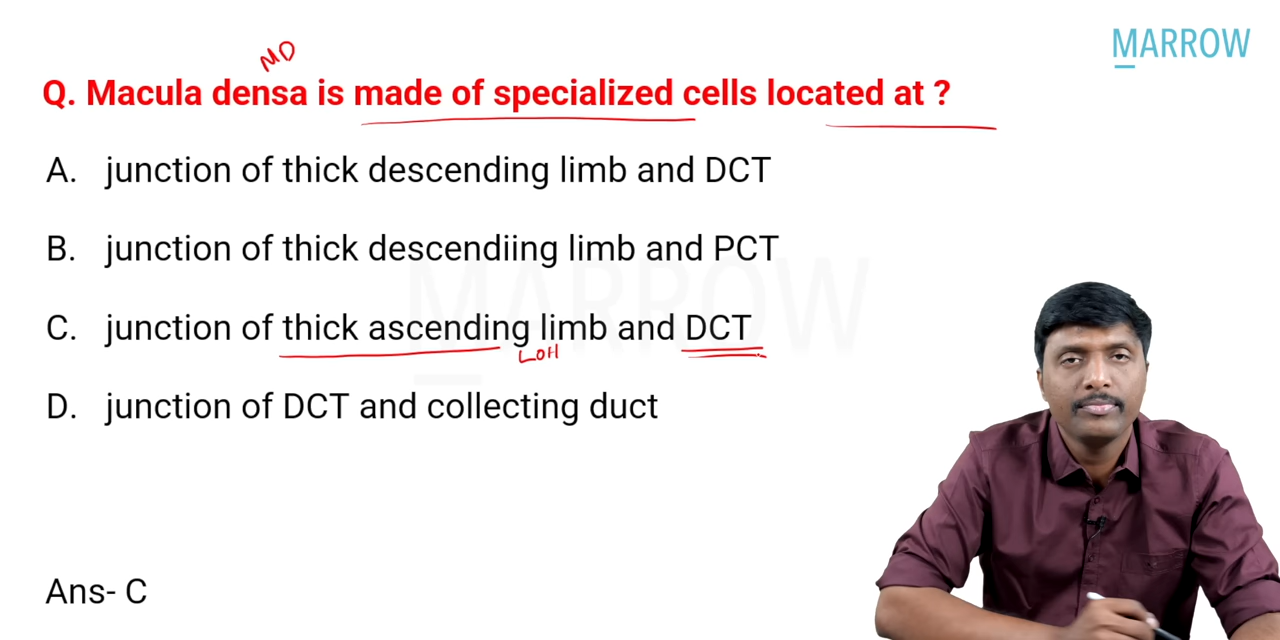 MARROW
MD
Q. Macula densa is made of specialized cells located at ?
A. junction of thick descending limb and DCT
B. junction of thick descendiing limb and PCT
MARROW
C. junction of thick ascending limb and DCT
LOH
D. junction of DCT and collecting duct
Ans- C